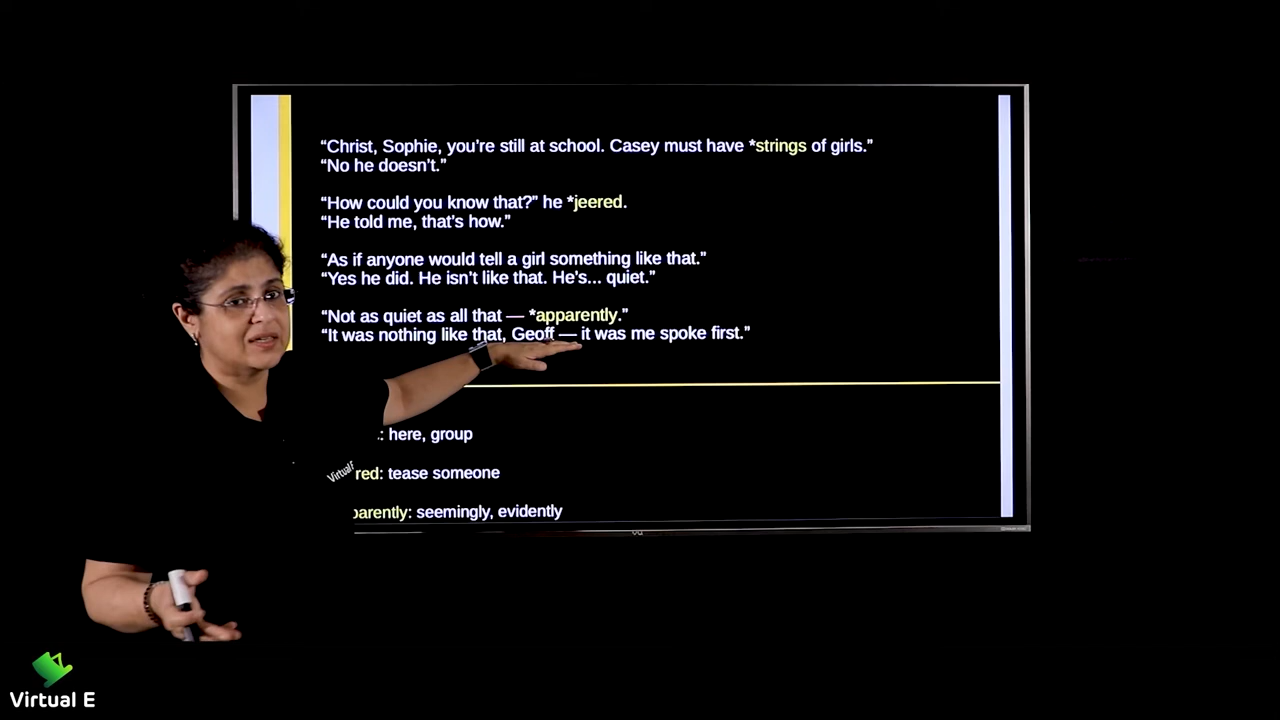 “Christ, Sophie, you’re still at school. Casey must have *strings of girls.”
“No he doesn’t.”
“How could you know that?” he *jeered.
“He told me, that’s how.”
“As if anyone would tell a girl something like that.”
“Yes he did. He isn’t like that. He’s... quiet.”
“Not as quiet as all that — *apparently.”
“It was nothing like that, Geoff — it was me spoke first.”
: here, group
red: tease someone
parently: seemingly, evidently
Virtual E
Virtual E